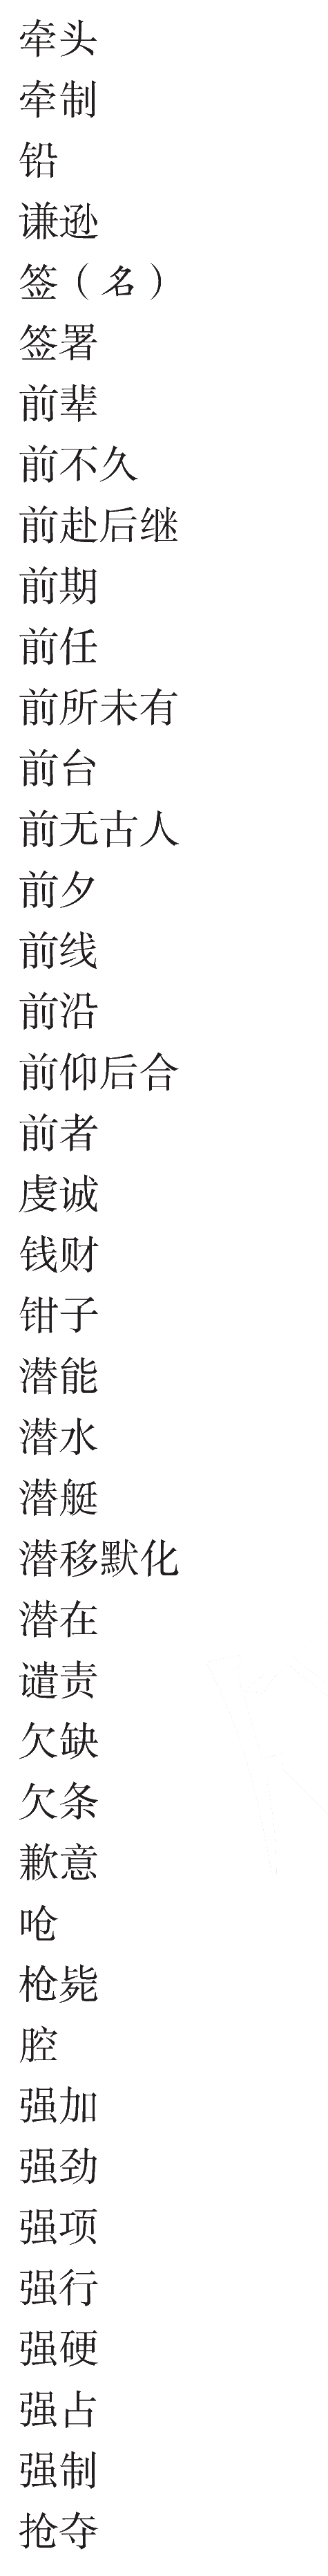 牵头
牵制
铅
谦逊
签（名）
签署
前辈
前不久
前赴后继
前期
前任
前所未有
前台
前无古人
前夕
前线
前沿
前仰后合
前者
虔诚
钱财
钳子
潜能
潜水
潜艇
潜移默化
潜在
谴责
欠缺
欠条
歉意
呛
枪毙
腔
强加
强劲
强项
强行
强硬
强占
强制
抢夺